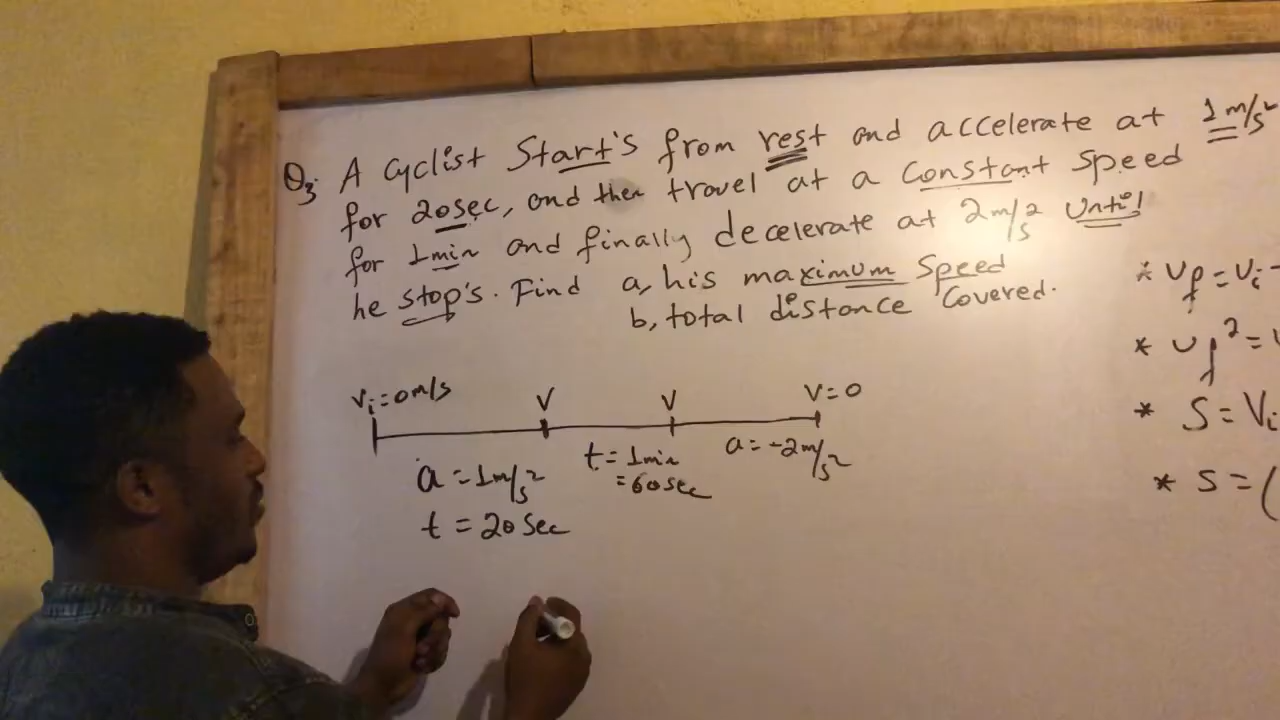 Q3. A cyclist Start's from rest and accelerate at 1m/s²
for 20sec, and then travel at a constant speed
for 1min and finally decelerate at 2m/s² until
he stop's. Find a, his maximum Speed
b, total distance covered.
* Vf = Vi
* Vf² =
* S = Vi
* S = (
Vi = 0m/s V V V = 0
a = 1m/s² t = 1min a = -2m/s²
= 60sec
t = 20Sec